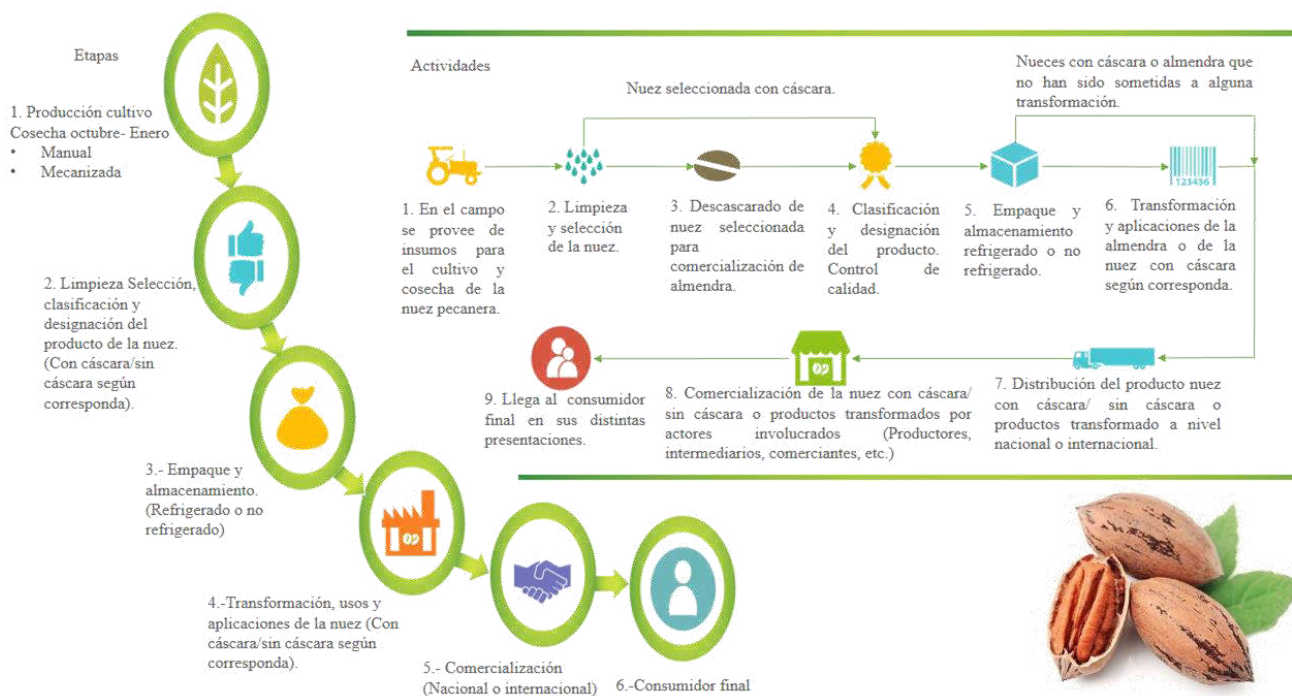 Etapas
1. Producción cultivo
Cosecha octubre- Enero
• Manual
• Mecanizada
2. Limpieza Selección,
clasificación y
designación del
producto de la nuez.
(Con cáscara/sin
cáscara según
corresponda).
3.- Empaque y
almacenamiento.
(Refrigerado o no
refrigerado)
4.-Transformación, usos y
aplicaciones de la nuez (Con
cáscara/sin cáscara según
corresponda).
5.- Comercialización
(Nacional o internacional)
6.-Consumidor final
Actividades
Nuez seleccionada con cáscara.
Nueces con cáscara o almendra que
no han sido sometidas a alguna
transformación.
123456
1. En el campo
se provee de
insumos para
el cultivo y
cosecha de la
nuez pecanera.
2. Limpieza
y selección
de la nuez.
3. Descascarado de
nuez seleccionada
para
comercialización de
almendra.
4. Clasificación
y designación
del producto.
Control de
calidad.
5. Empaque y
almacenamiento
refrigerado o no
refrigerado.
6. Transformación
y aplicaciones de la
almendra o de la
nuez con cáscara
según corresponda.
7. Distribución del producto nuez
con cáscara/ sin cáscara o
productos transformado a nivel
nacional o internacional.
8. Comercialización de la nuez con cáscara/
sin cáscara o productos transformados por
actores involucrados (Productores,
intermediarios, comerciantes, etc.)
9. Llega al consumidor
final en sus distintas
presentaciones.